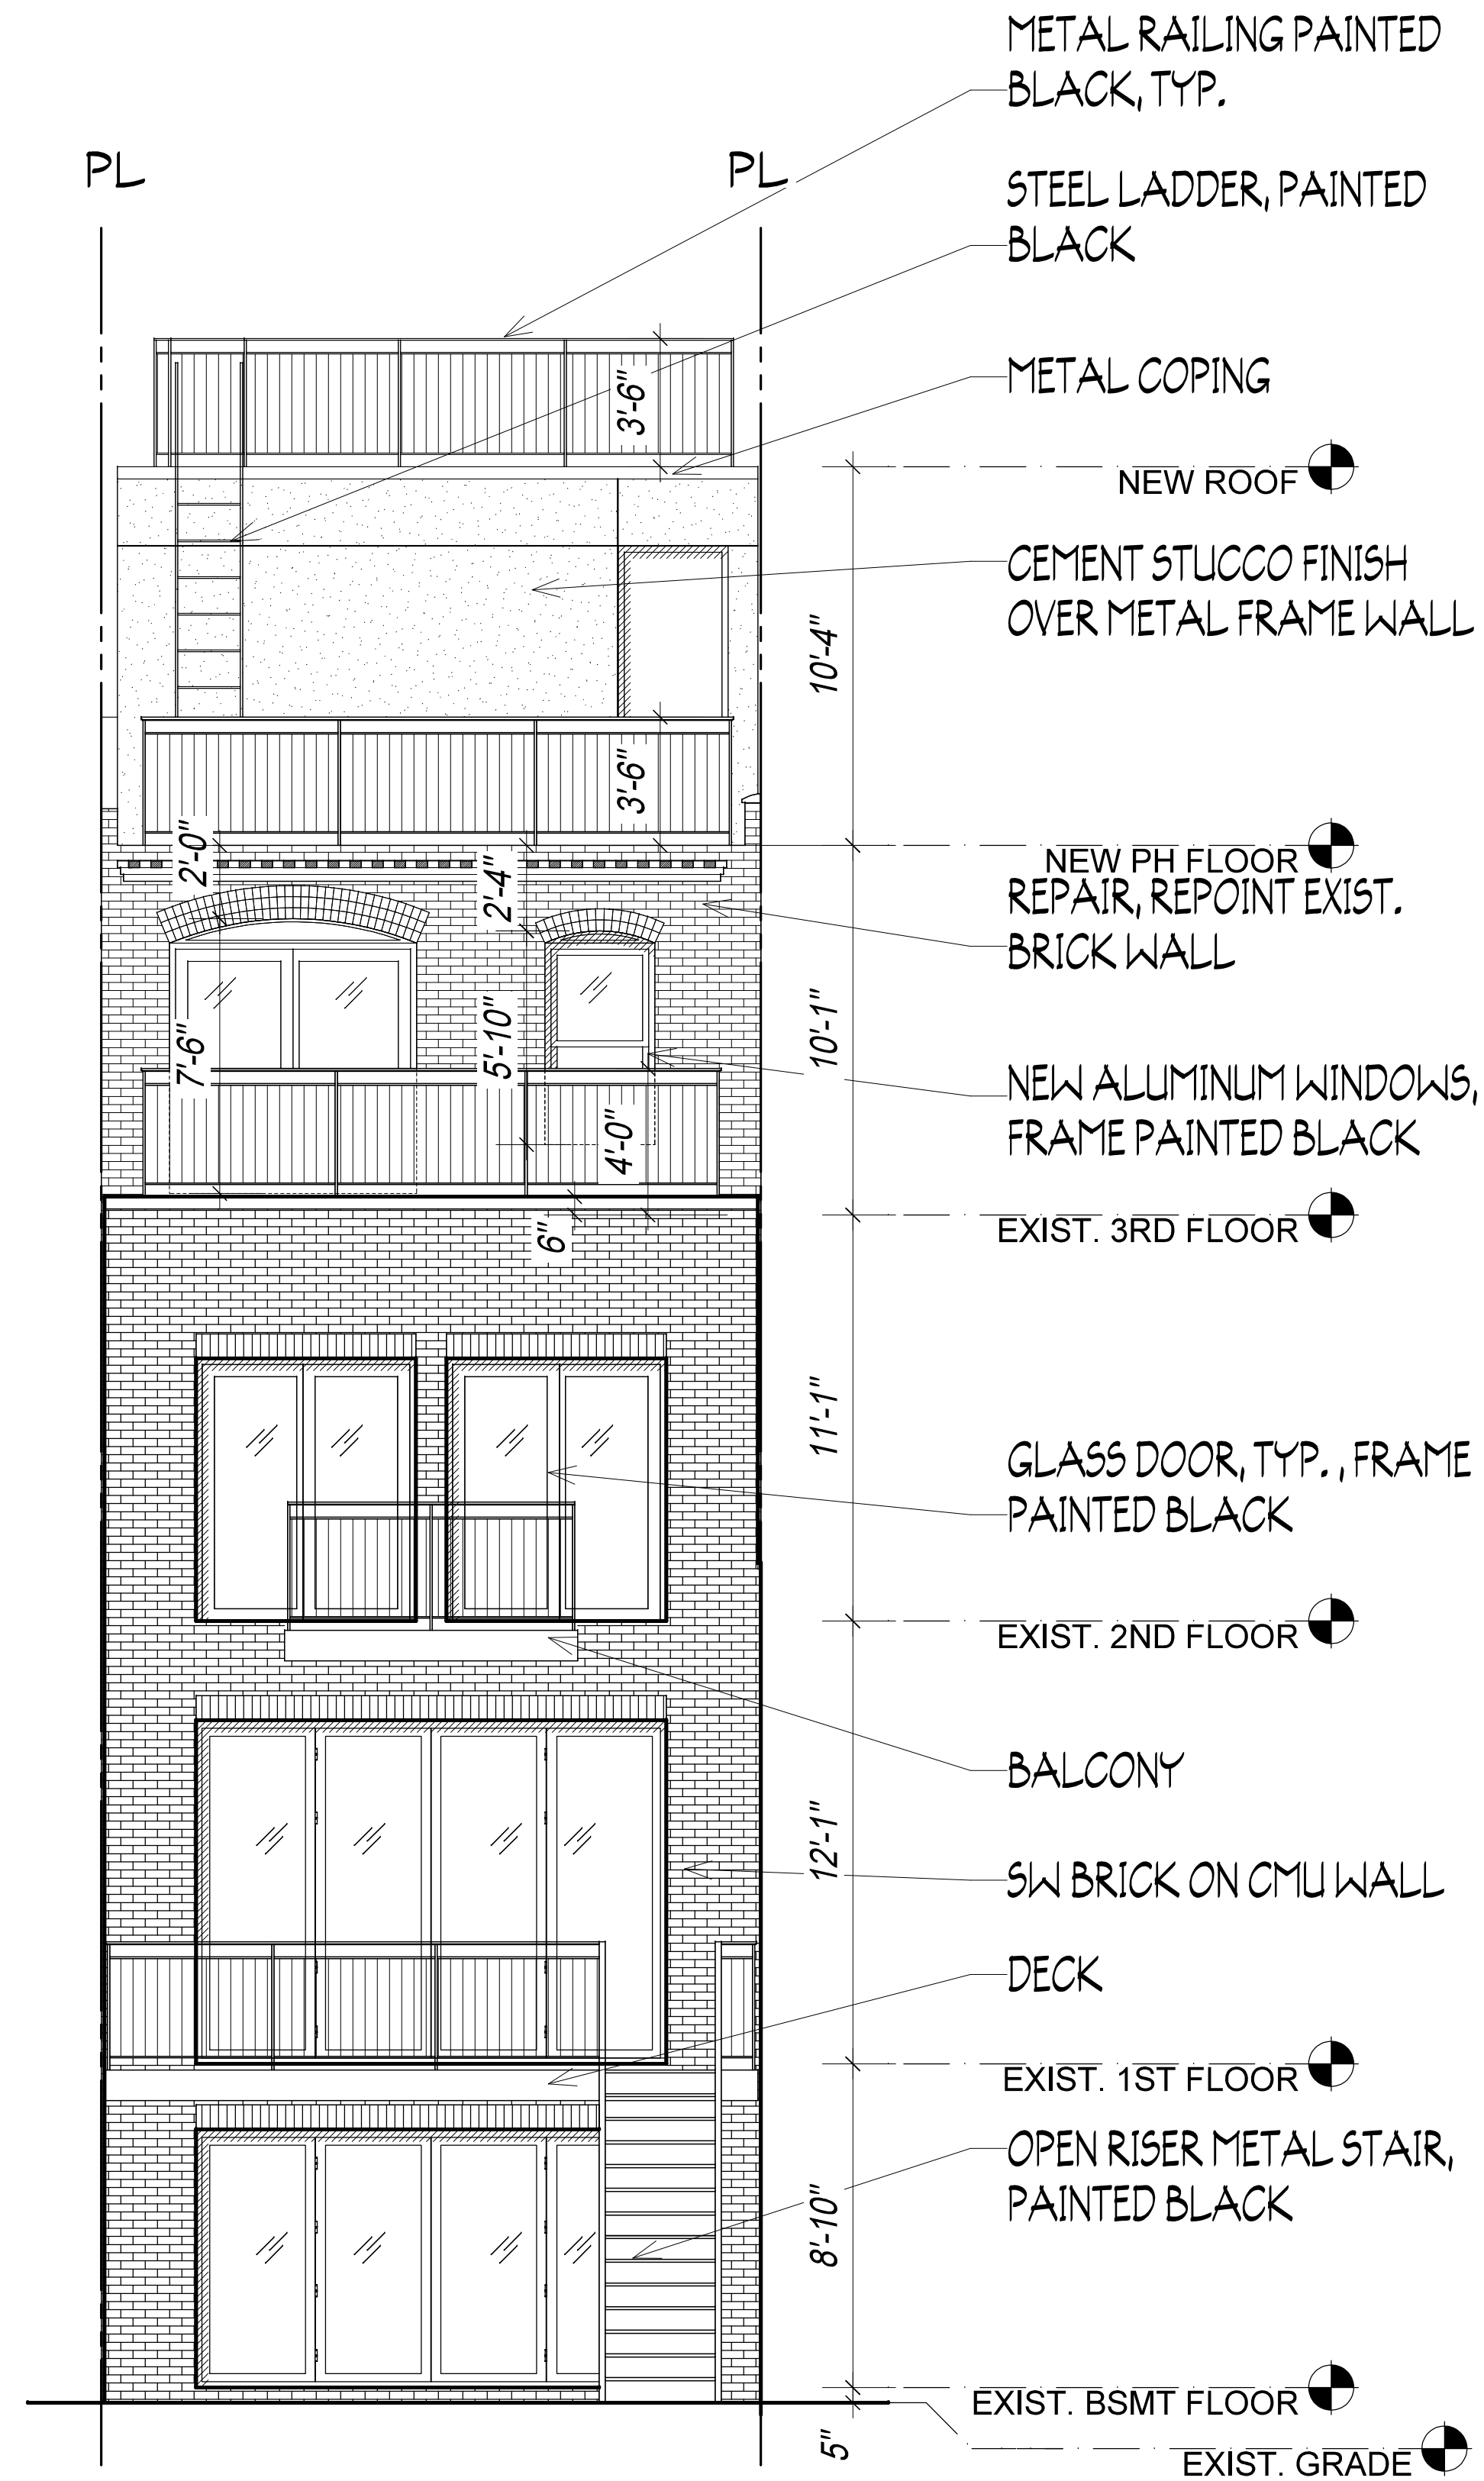 METAL RAILING PAINTED
BLACK, TYP.
PL
PL
STEEL LADDER, PAINTED
BLACK
3'-6"
METAL COPING
NEW ROOF
CEMENT STUCCO FINISH
OVER METAL FRAME WALL
10'-4"
3'-6"
2'-0"
2'-4"
NEW PH FLOOR
REPAIR, REPOINT EXIST.
BRICK WALL
7'-6"
5'-10"
10'-1"
NEW ALUMINUM WINDOWS,
FRAME PAINTED BLACK
4'-0"
6"
EXIST. 3RD FLOOR
11'-1"
GLASS DOOR, TYP. , FRAME
PAINTED BLACK
EXIST. 2ND FLOOR
BALCONY
12'-1"
SW BRICK ON CMU WALL
DECK
EXIST. 1ST FLOOR
OPEN RISER METAL STAIR,
PAINTED BLACK
8'-10"
EXIST. BSMT FLOOR
5"
EXIST. GRADE